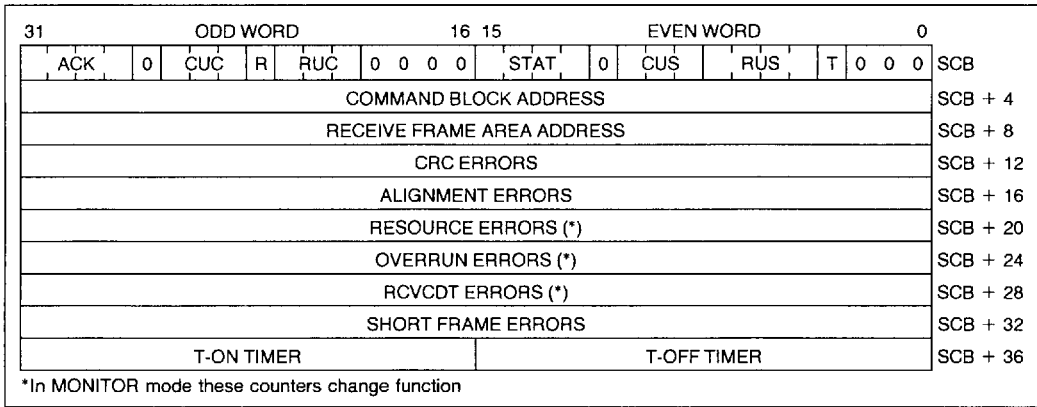 31 ODD WORD 16 15 EVEN WORD 0
ACK 0 CUC R RUC 0 0 0 0 STAT 0 CUS RUS T 0 0 0 SCB
COMMAND BLOCK ADDRESS SCB + 4
RECEIVE FRAME AREA ADDRESS SCB + 8
CRC ERRORS SCB + 12
ALIGNMENT ERRORS SCB + 16
RESOURCE ERRORS (*) SCB + 20
OVERRUN ERRORS (*) SCB + 24
RCVCDT ERRORS (*) SCB + 28
SHORT FRAME ERRORS SCB + 32
T-ON TIMER T-OFF TIMER SCB + 36
*In MONITOR mode these counters change function